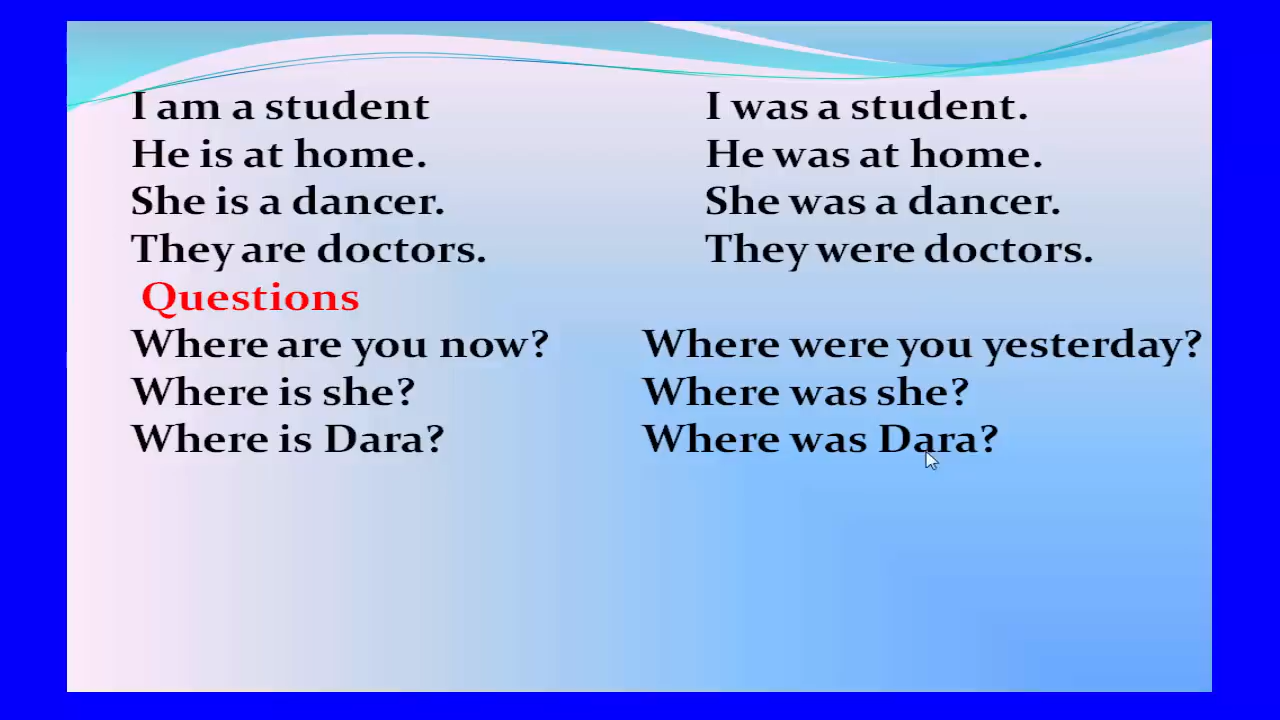 I am a student I was a student.
He is at home. He was at home.
She is a dancer. She was a dancer.
They are doctors. They were doctors.
Questions
Where are you now? Where were you yesterday?
Where is she? Where was she?
Where is Dara? Where was Dara?